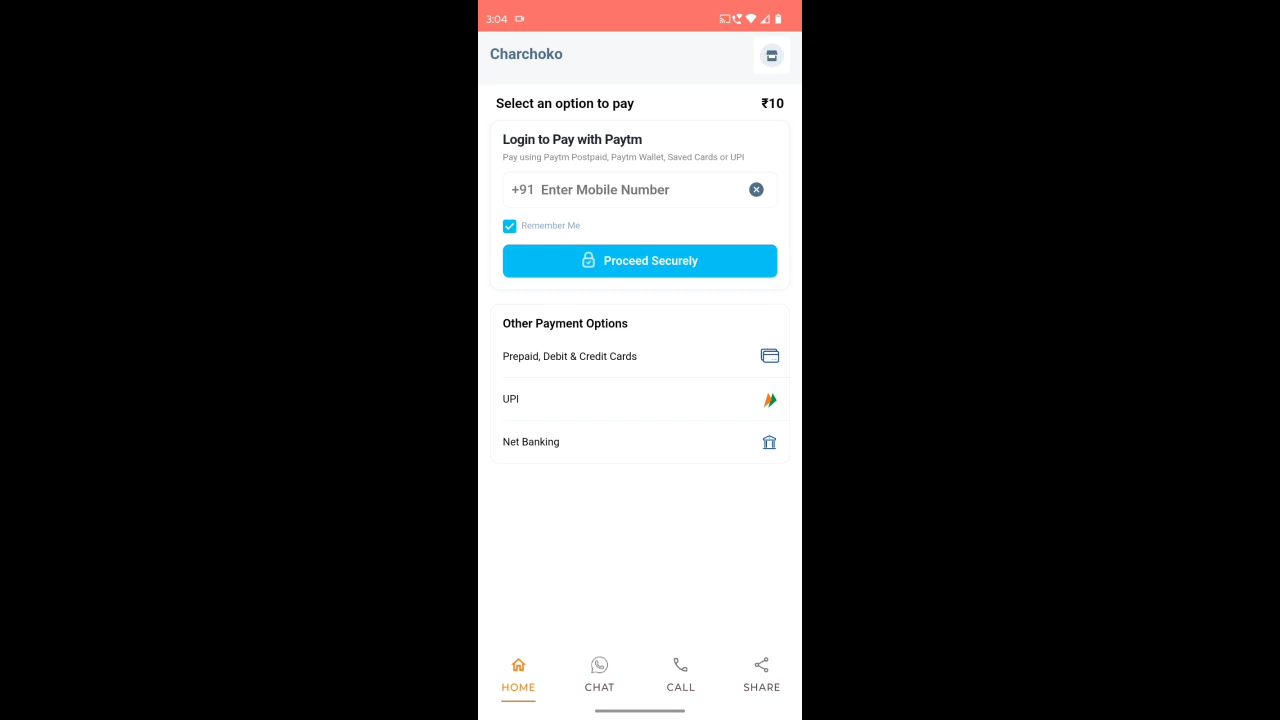 3:04
Charchoko
Select an option to pay ₹10
Login to Pay with Paytm
Pay using Paytm Postpaid, Paytm Wallet, Saved Cards or UPI
+91 Enter Mobile Number
Remember Me
Proceed Securely
Other Payment Options
Prepaid, Debit & Credit Cards
UPI
Net Banking
HOME CHAT CALL SHARE